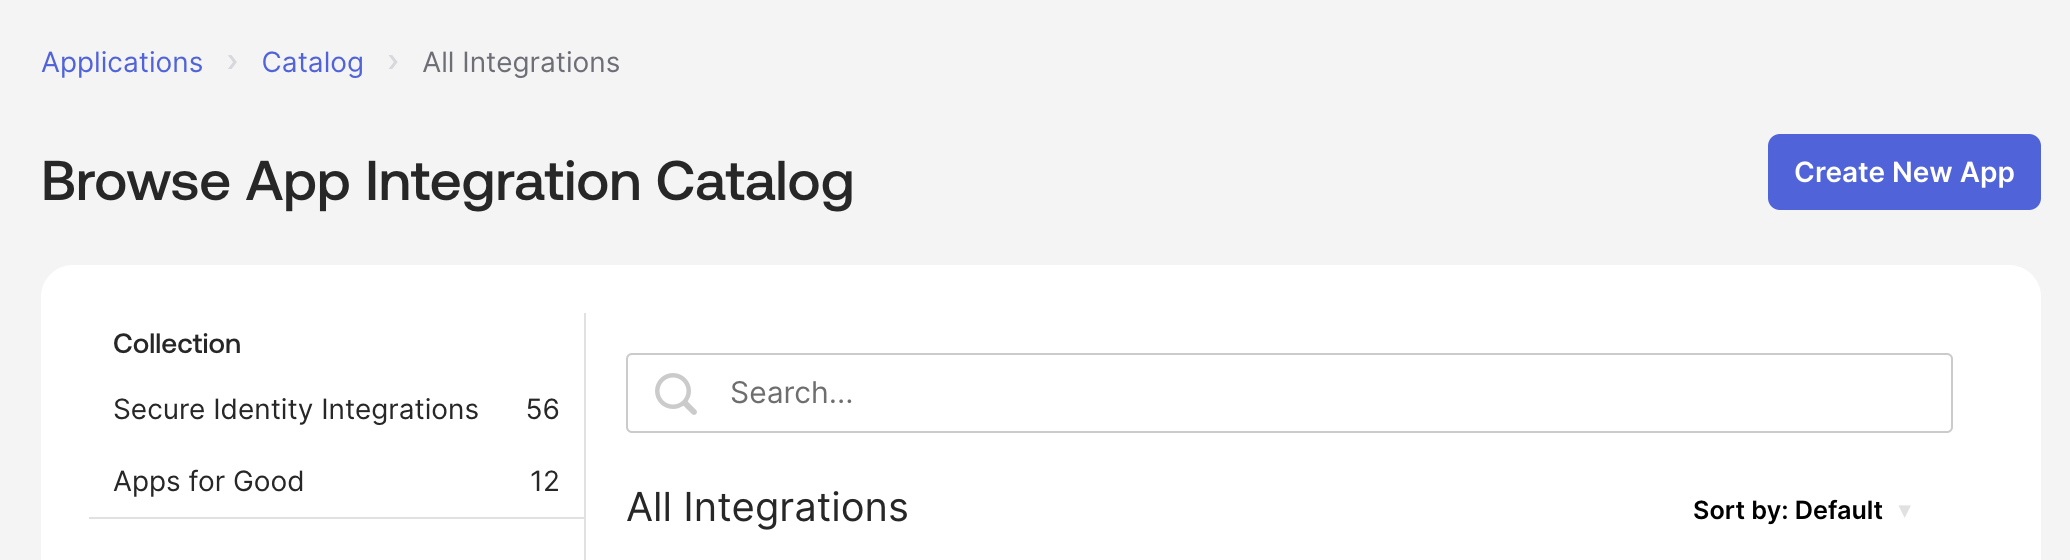 Applications › Catalog › All Integrations
Browse App Integration Catalog
Create New App
Collection
Secure Identity Integrations 56
Apps for Good 12
Search...
All Integrations
Sort by: Default